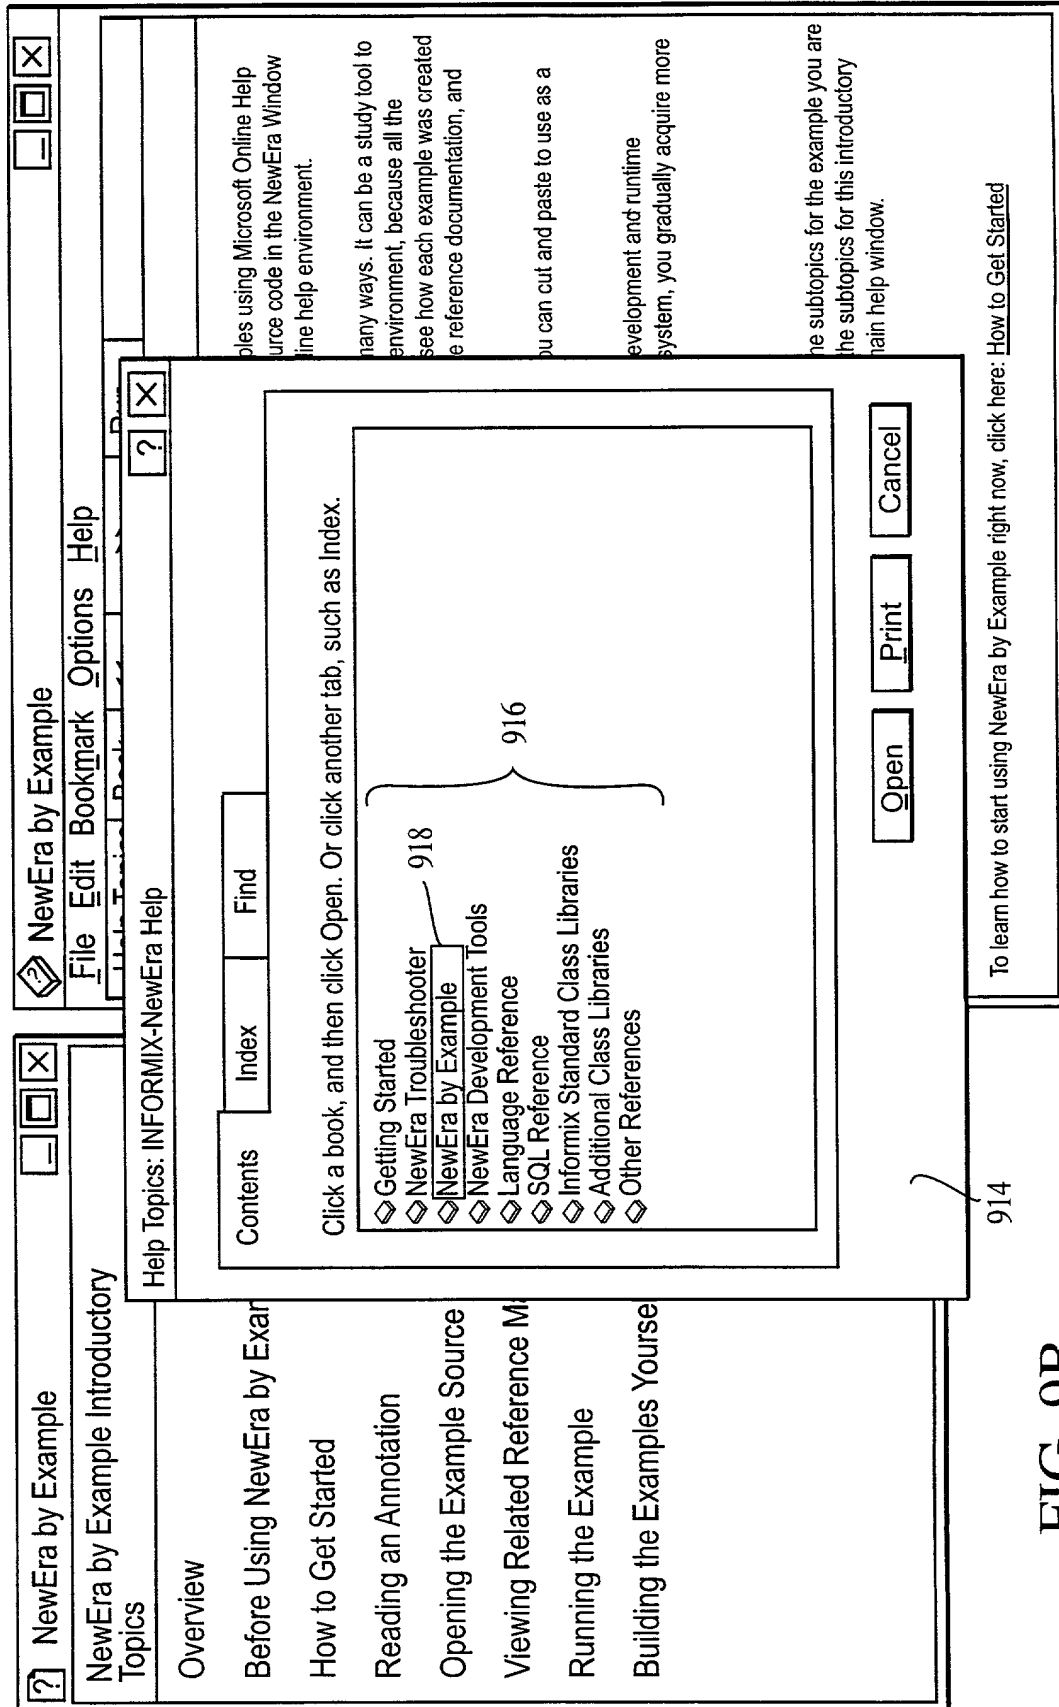 NewEra by Example
NewEra by Example Introductory
Topics
Overview
Before Using NewEra by Exam
How to Get Started
Reading an Annotation
Opening the Example Source
Viewing Related Reference M
Running the Example
Building the Examples Yourse
NewEra by Example
File Edit Bookmark Options Help
ples using Microsoft Online Help
urce code in the NewEra Window
line help environment.
many ways. It can be a study tool to
environment, because all the
see how each example was created
e reference documentation, and
ou can cut and paste to use as a
evelopment and runtime
system, you gradually acquire more
he subtopics for the example you are
the subtopics for this introductory
nain help window.
To learn how to start using NewEra by Example right now, click here: How to Get Started
Help Topics: INFORMIX-NewEra Help
Contents Index Find
Click a book, and then click Open. Or click another tab, such as Index.
Getting Started
NewEra Troubleshooter
NewEra by Example
NewEra Development Tools
Language Reference
SQL Reference
Informix Standard Class Libraries
Additional Class Libraries
Other References
918
916
Open Print Cancel
914
FIG. 9B